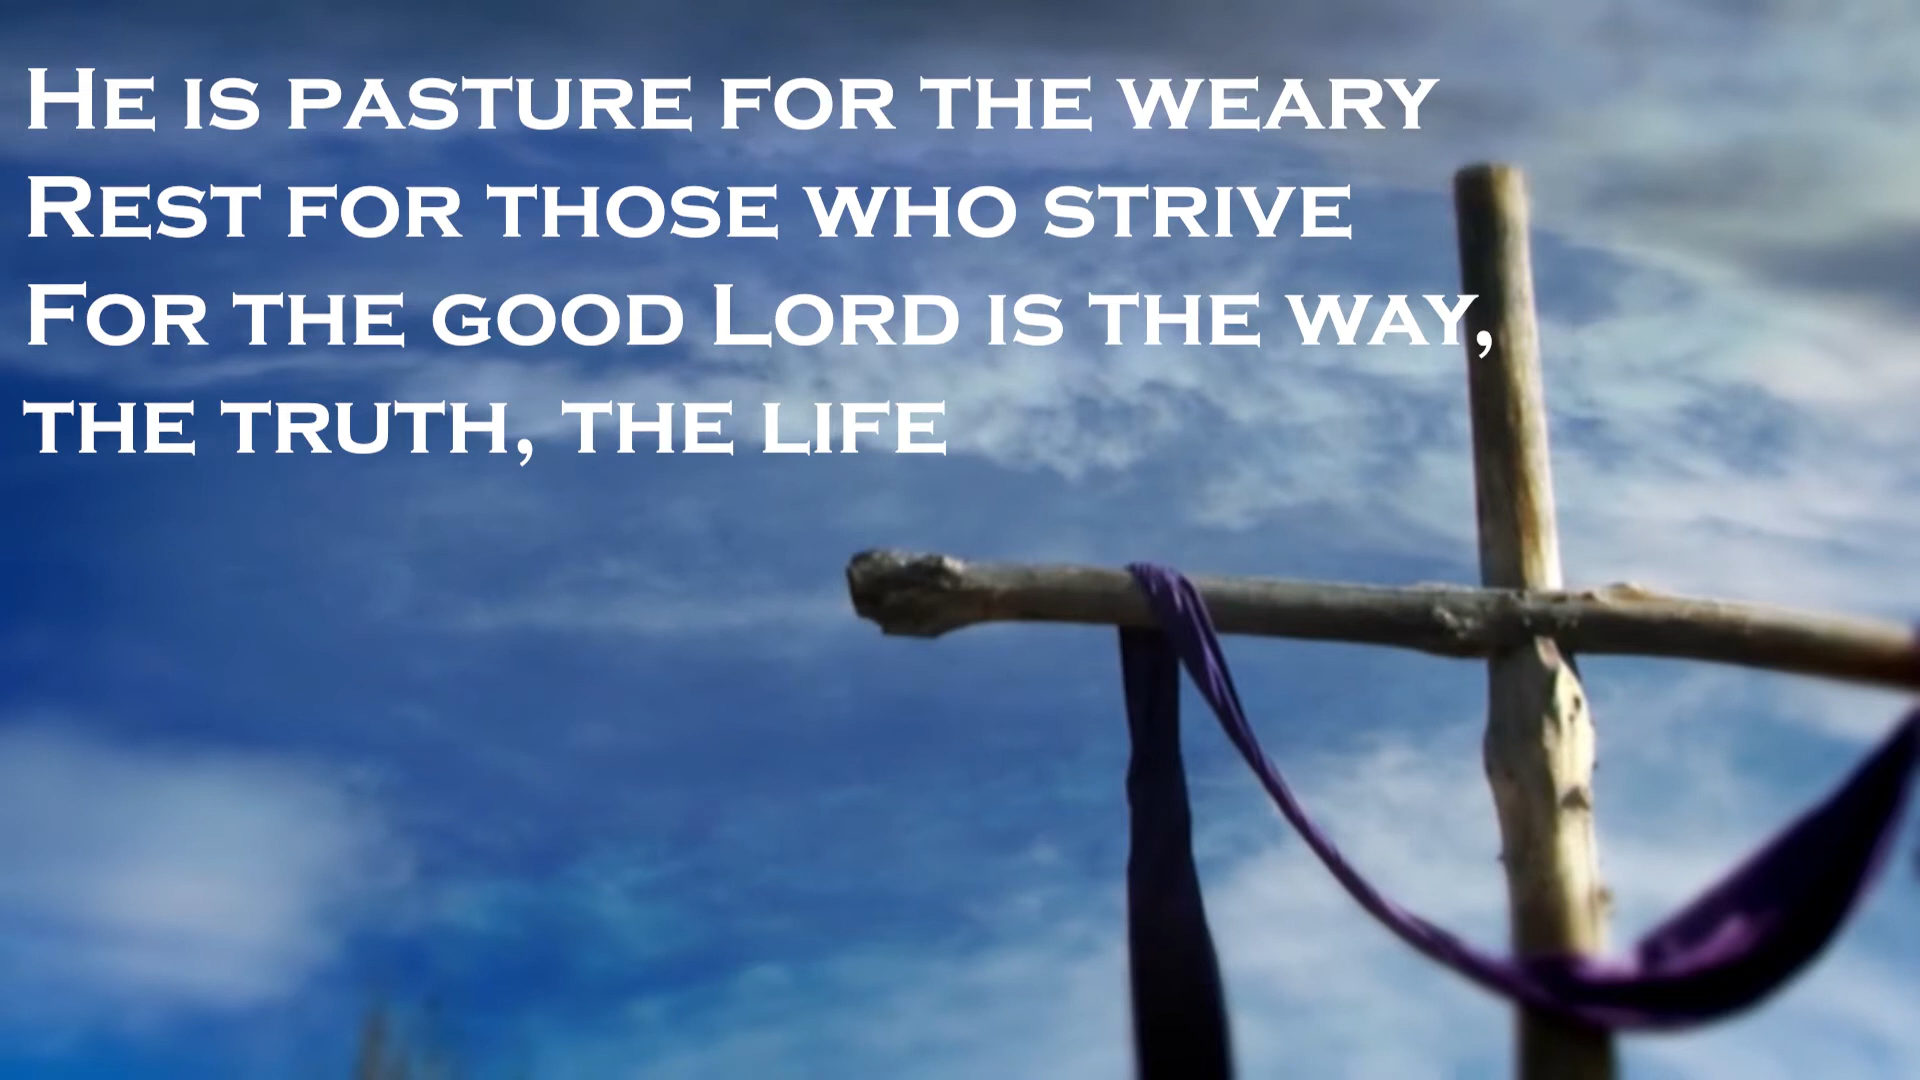 He is pasture for the weary
Rest for those who strive
For the good Lord is the way,
the truth, the life